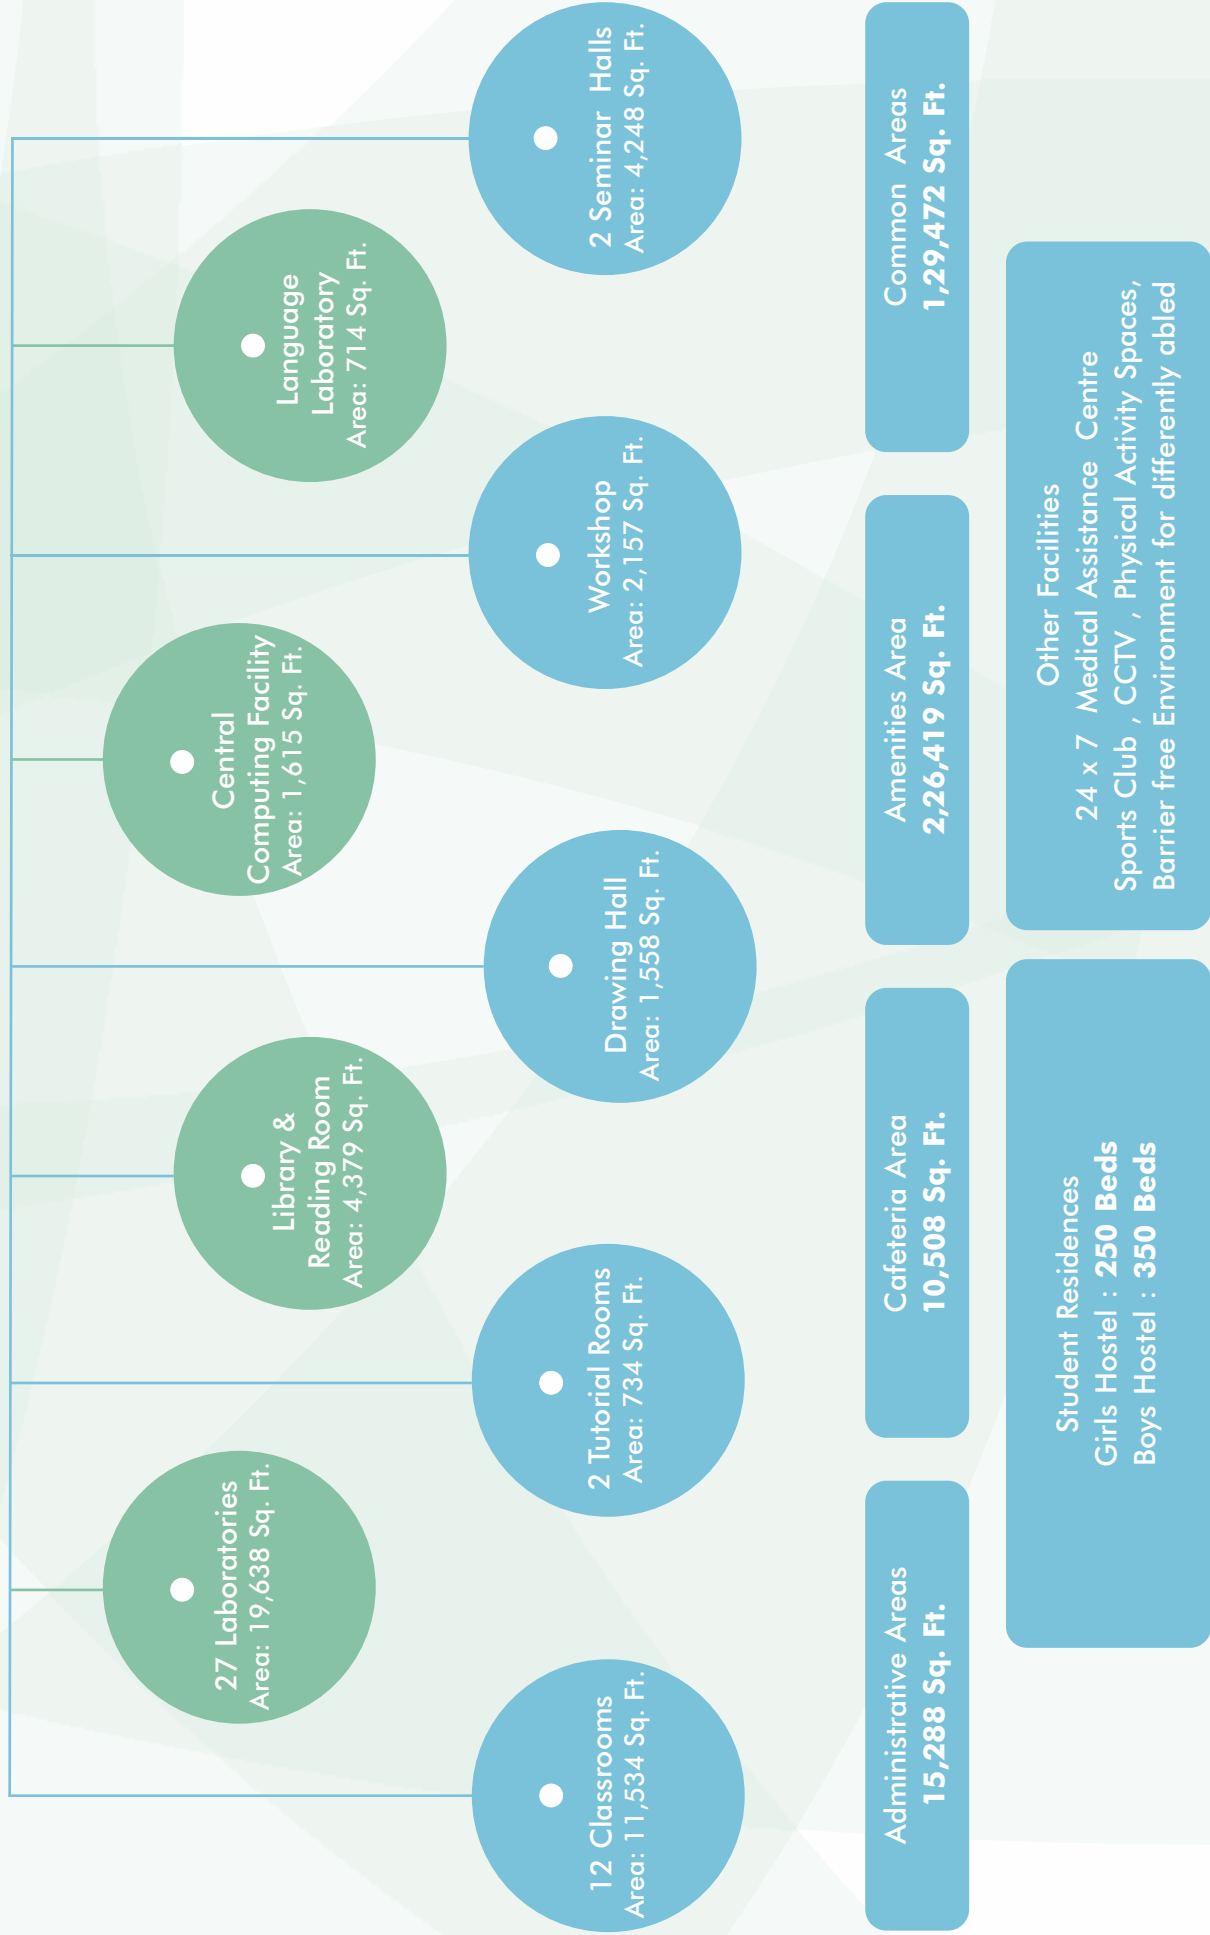 12 Classrooms
Area: 11,534 Sq. Ft.
27 Laboratories
Area: 19,638 Sq. Ft.
2 Tutorial Rooms
Area: 734 Sq. Ft.
Library &
Reading Room
Area: 4,379 Sq. Ft.
Drawing Hall
Area: 1,558 Sq. Ft.
Central
Computing Facility
Area: 1,615 Sq. Ft.
Workshop
Area: 2,157 Sq. Ft.
Language
Laboratory
Area: 714 Sq. Ft.
2 Seminar Halls
Area: 4,248 Sq. Ft.
Administrative Areas
15,288 Sq. Ft.
Cafeteria Area
10,508 Sq. Ft.
Amenities Area
2,26,419 Sq. Ft.
Common Areas
1,29,472 Sq. Ft.
Student Residences
Girls Hostel : 250 Beds
Boys Hostel : 350 Beds
Other Facilities
24 x 7 Medical Assistance Centre
Sports Club , CCTV , Physical Activity Spaces,
Barrier free Environment for differently abled